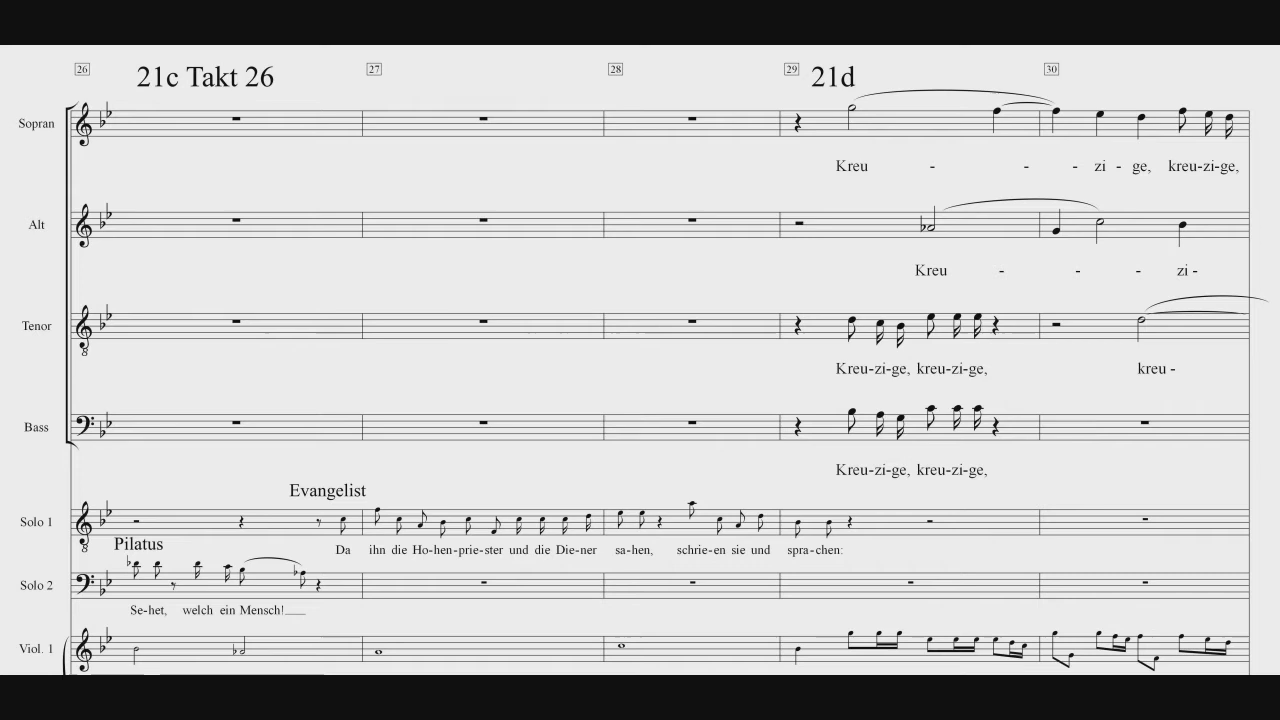 26 27 28 29 30
21c Takt 26 21d
Sopran
Kreu - - - zi - ge, kreu-zi-ge,
Alt
Kreu - - - zi -
Tenor
8
Kreu-zi-ge, kreu-zi-ge, kreu -
Bass
Kreu-zi-ge, kreu-zi-ge,
Evangelist
Solo 1
8
Da ihn die Ho-hen-prie-ster und die Die-ner sa-hen, schrie-en sie und spra-chen:
Pilatus
Solo 2
Se-het, welch ein Mensch!
Viol. 1